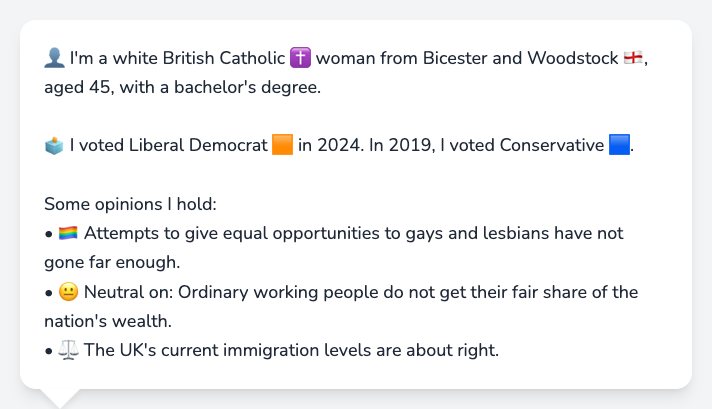 👤 I'm a white British Catholic ✝️ woman from Bicester and Woodstock 🏴󠁧󠁢󠁥󠁮󠁧󠁿,
aged 45, with a bachelor's degree.
🗳️ I voted Liberal Democrat 🟧 in 2024. In 2019, I voted Conservative 🟦.
Some opinions I hold:
• 🏳️‍🌈 Attempts to give equal opportunities to gays and lesbians have not
gone far enough.
• 😐 Neutral on: Ordinary working people do not get their fair share of the
nation's wealth.
• ⚖️ The UK's current immigration levels are about right.